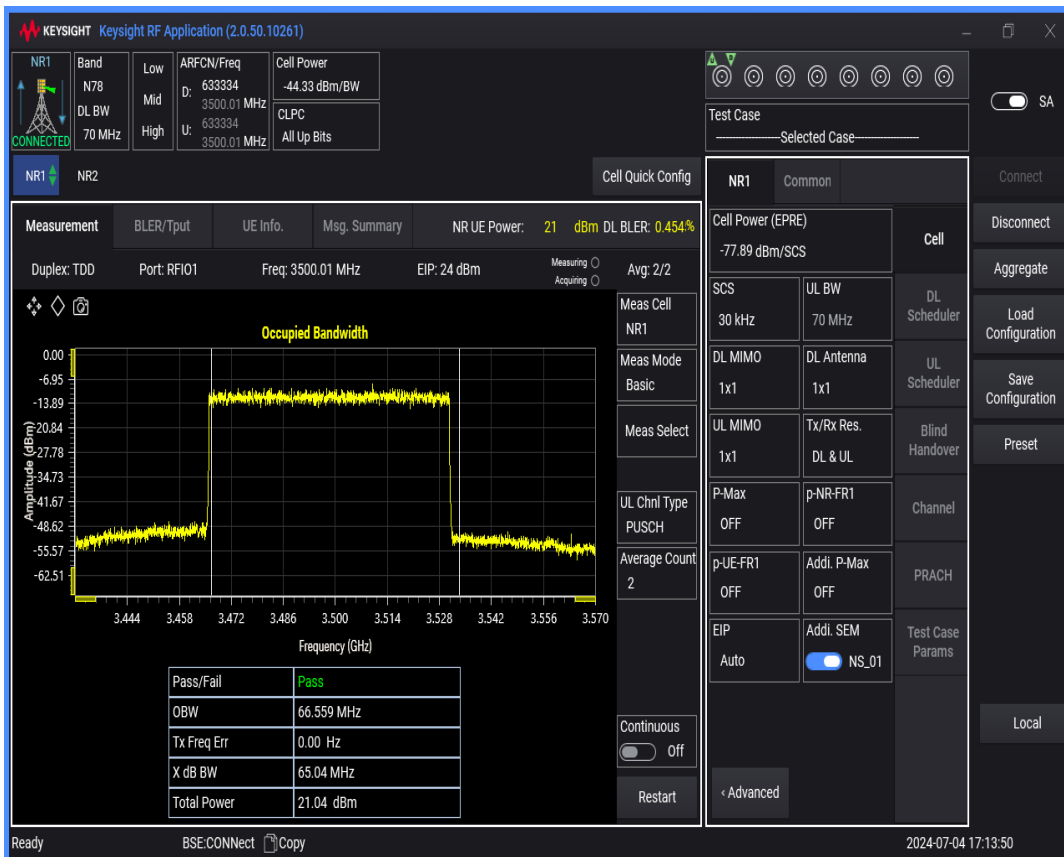 KEYSIGHT Keysight RF Application (2.0.50.10261)
NR1
CONNECTED
Band
N78
DL BW
70 MHz
Low
Mid
High
ARFCN/Freq
D: 633334
3500.01 MHz
U: 633334
3500.01 MHz
Cell Power
-44.33 dBm/BW
CLPC
All Up Bits
Test Case
--------------------Selected Case--------------------
SA
NR1 NR2 Cell Quick Config
NR1 Common
Connect
Disconnect
Aggregate
Load
Configuration
Save
Configuration
Preset
Local
Measurement BLER/Tput UE Info. Msg. Summary NR UE Power: 21 dBm DL BLER: 0.454%
Duplex: TDD Port: RFIO1 Freq: 3500.01 MHz EIP: 24 dBm Measuring Avg: 2/2
Acquiring
Occupied Bandwidth
0.00
-6.95
-13.89
-20.84
-27.78
-34.73
-41.67
-48.62
-55.57
-62.51
Amplitude (dBm)
3.444 3.458 3.472 3.486 3.500 3.514 3.528 3.542 3.556 3.570
Frequency (GHz)
Pass/Fail Pass
OBW 66.559 MHz
Tx Freq Err 0.00 Hz
X dB BW 65.04 MHz
Total Power 21.04 dBm
Meas Cell
NR1
Meas Mode
Basic
Meas Select
UL Chnl Type
PUSCH
Average Count
2
Continuous
Off
Restart
Cell Power (EPRE)
-77.89 dBm/SCS
SCS
30 kHz
UL BW
70 MHz
DL MIMO
1x1
DL Antenna
1x1
UL MIMO
1x1
Tx/Rx Res.
DL & UL
P-Max
OFF
p-NR-FR1
OFF
p-UE-FR1
OFF
Addi. P-Max
OFF
EIP
Auto
Addi. SEM
NS_01
‹ Advanced
Cell
DL
Scheduler
UL
Scheduler
Blind
Handover
Channel
PRACH
Test Case
Params
Ready BSE:CONNect Copy 2024-07-04 17:13:50